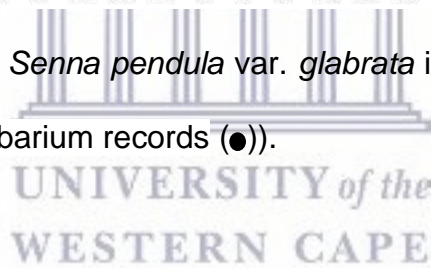 Senna pendula var. glabrata i
barium records (●)).
UNIVERSITY of the
WESTERN CAPE